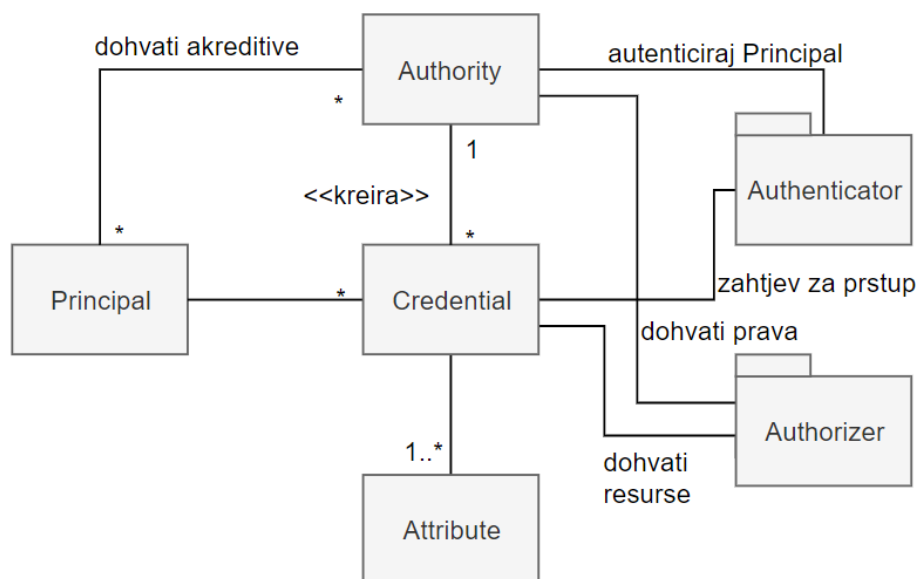 dohvati akreditive
Authority
autenticiraj Principal
*
1
Authenticator
<<kreira>>
*
*
Principal
*
Credential
zahtjev za prstup
dohvati prava
Authorizer
1..*
dohvati
resurse
Attribute